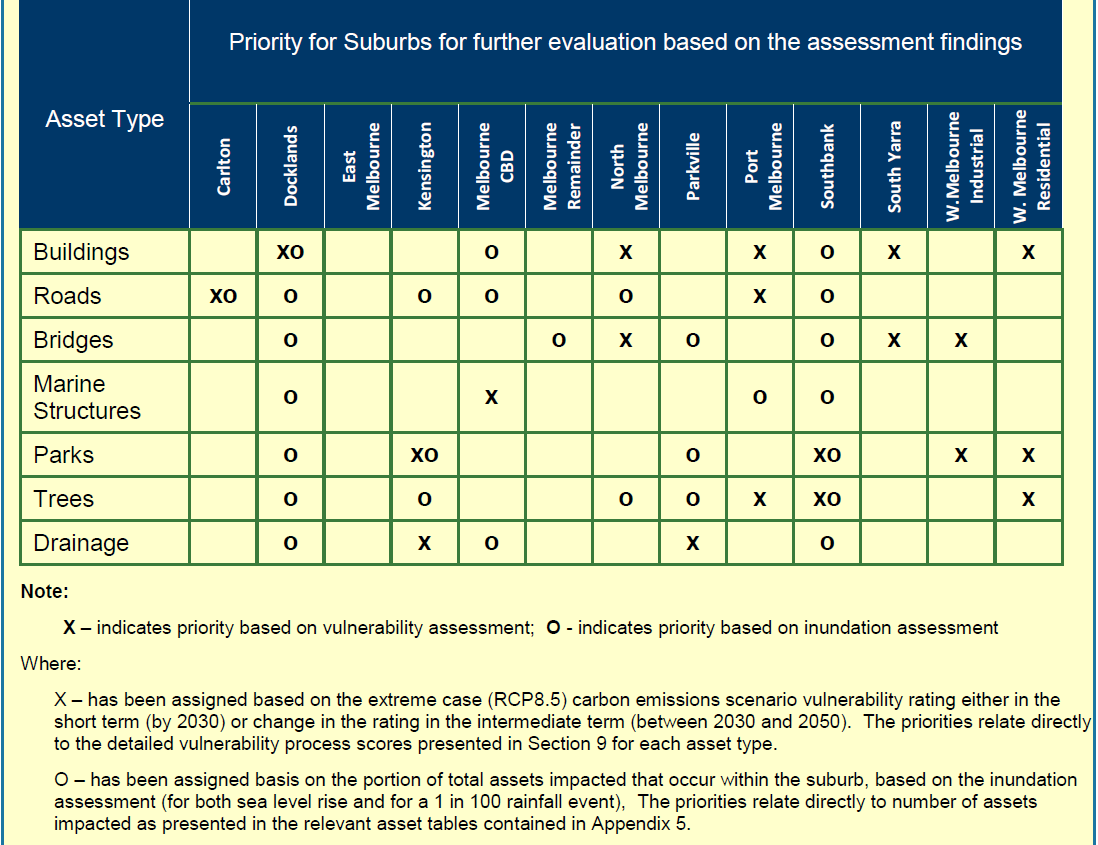 Priority for Suburbs for further evaluation based on the assessment findings
Asset Type
Carlton
Docklands
East
Melbourne
Kensington
Melbourne
CBD
Melbourne
Remainder
North
Melbourne
Parkville
Port
Melbourne
Southbank
South Yarra
W.Melbourne
Industrial
W. Melbourne
Residential
Buildings XO O X X O X X
Roads XO O O O O X O
Bridges O O X O O X X
Marine
Structures O X O O
Parks O XO O XO X X
Trees O O O O X XO X
Drainage O X O X O
Note:
X – indicates priority based on vulnerability assessment; O - indicates priority based on inundation assessment
Where:
X – has been assigned based on the extreme case (RCP8.5) carbon emissions scenario vulnerability rating either in the
short term (by 2030) or change in the rating in the intermediate term (between 2030 and 2050). The priorities relate directly
to the detailed vulnerability process scores presented in Section 9 for each asset type.
O – has been assigned basis on the portion of total assets impacted that occur within the suburb, based on the inundation
assessment (for both sea level rise and for a 1 in 100 rainfall event), The priorities relate directly to number of assets
impacted as presented in the relevant asset tables contained in Appendix 5.